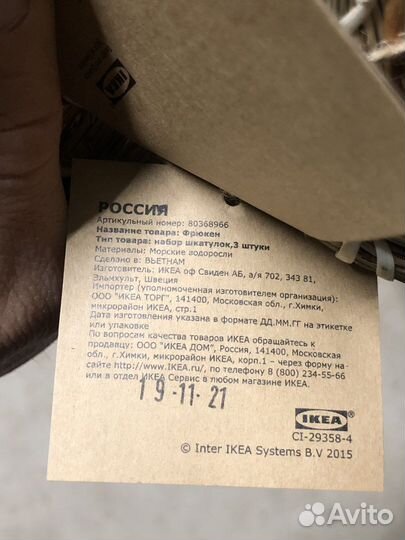 IKEA
РОССИЯ
Артикульный номер: 80368966
Название товара: Фрюкен
Тип товара: набор шкатулок,3 штуки
Материалы: Морские водоросли
Сделано в: ВЬЕТНАМ
Изготовитель: ИКЕА оф Свиден АБ, а/я 702, 343 81,
Эльмхульт, Швеция
Импортер (уполномоченная изготовителем организация):
ООО "ИКЕА ТОРГ", 141400, Московская обл., г.Химки,
микрорайон ИКЕА, стр.1
Дата изготовления указана в формате ДД.ММ.ГГ на этикетке
или упаковке
По вопросам качества товаров ИКЕА обращайтесь к
продавцу: ООО "ИКЕА ДОМ", Россия, 141400, Московская
обл., г.Химки, микрорайон ИКЕА, корп.1 – через форму на
сайте http://www.IKEA.ru/, по телефону 8 (800) 234-55-66
или в отдел ИКЕА Сервис в любом магазине ИКЕА.
19-11-21
IKEA
CI-29358-4
© Inter IKEA Systems B.V 2015
Avito